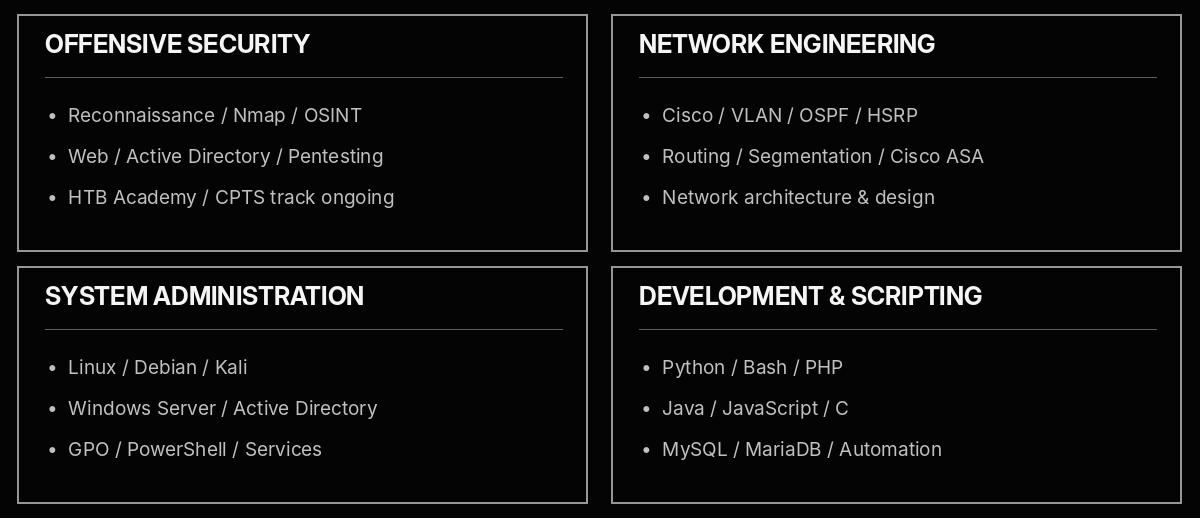 OFFENSIVE SECURITY
• Reconnaissance / Nmap / OSINT
• Web / Active Directory / Pentesting
• HTB Academy / CPTS track ongoing
NETWORK ENGINEERING
• Cisco / VLAN / OSPF / HSRP
• Routing / Segmentation / Cisco ASA
• Network architecture & design
SYSTEM ADMINISTRATION
• Linux / Debian / Kali
• Windows Server / Active Directory
• GPO / PowerShell / Services
DEVELOPMENT & SCRIPTING
• Python / Bash / PHP
• Java / JavaScript / C
• MySQL / MariaDB / Automation